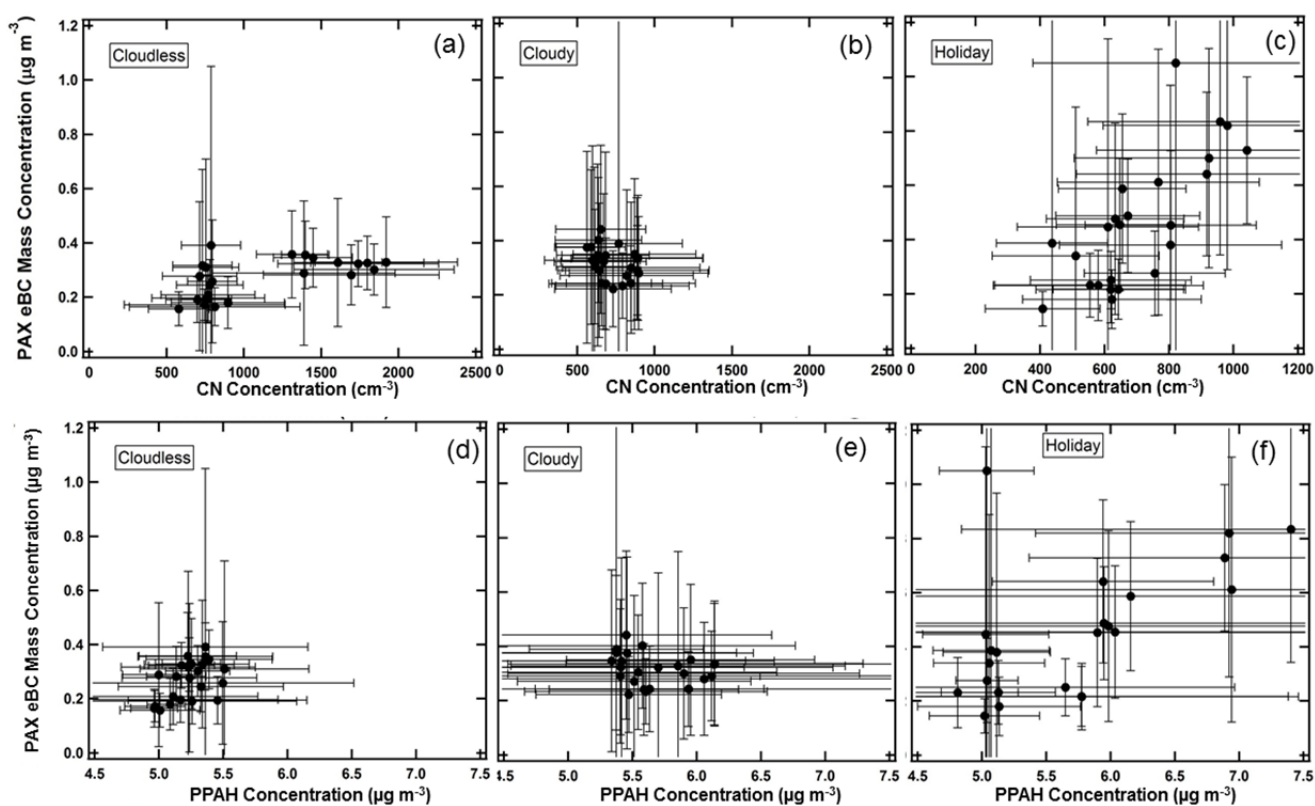 1.2
1.0
0.8
0.6
0.4
0.2
0.0
PAX eBC Mass Concentration (µg m-3)
Cloudless
(a)
0 500 1000 1500 2000 2500
CN Concentration (cm-3)
Cloudy
(b)
0 500 1000 1500 2000 2500
CN Concentration (cm-3)
Holiday
(c)
200 400 600 800 1000 1200
CN Concentration (cm-3)
1.2
1.0
0.8
0.6
0.4
0.2
0.0
PAX eBC Mass Concentration (µg m-3)
Cloudless
(d)
4.5 5.0 5.5 6.0 6.5 7.0 7.5
PPAH Concentration (µg m-3)
Cloudy
(e)
4.5 5.0 5.5 6.0 6.5 7.0 7.5
PPAH Concentration (µg m-3)
Holiday
(f)
4.5 5.0 5.5 6.0 6.5 7.0 7.5
PPAH Concentration (µg m-3)